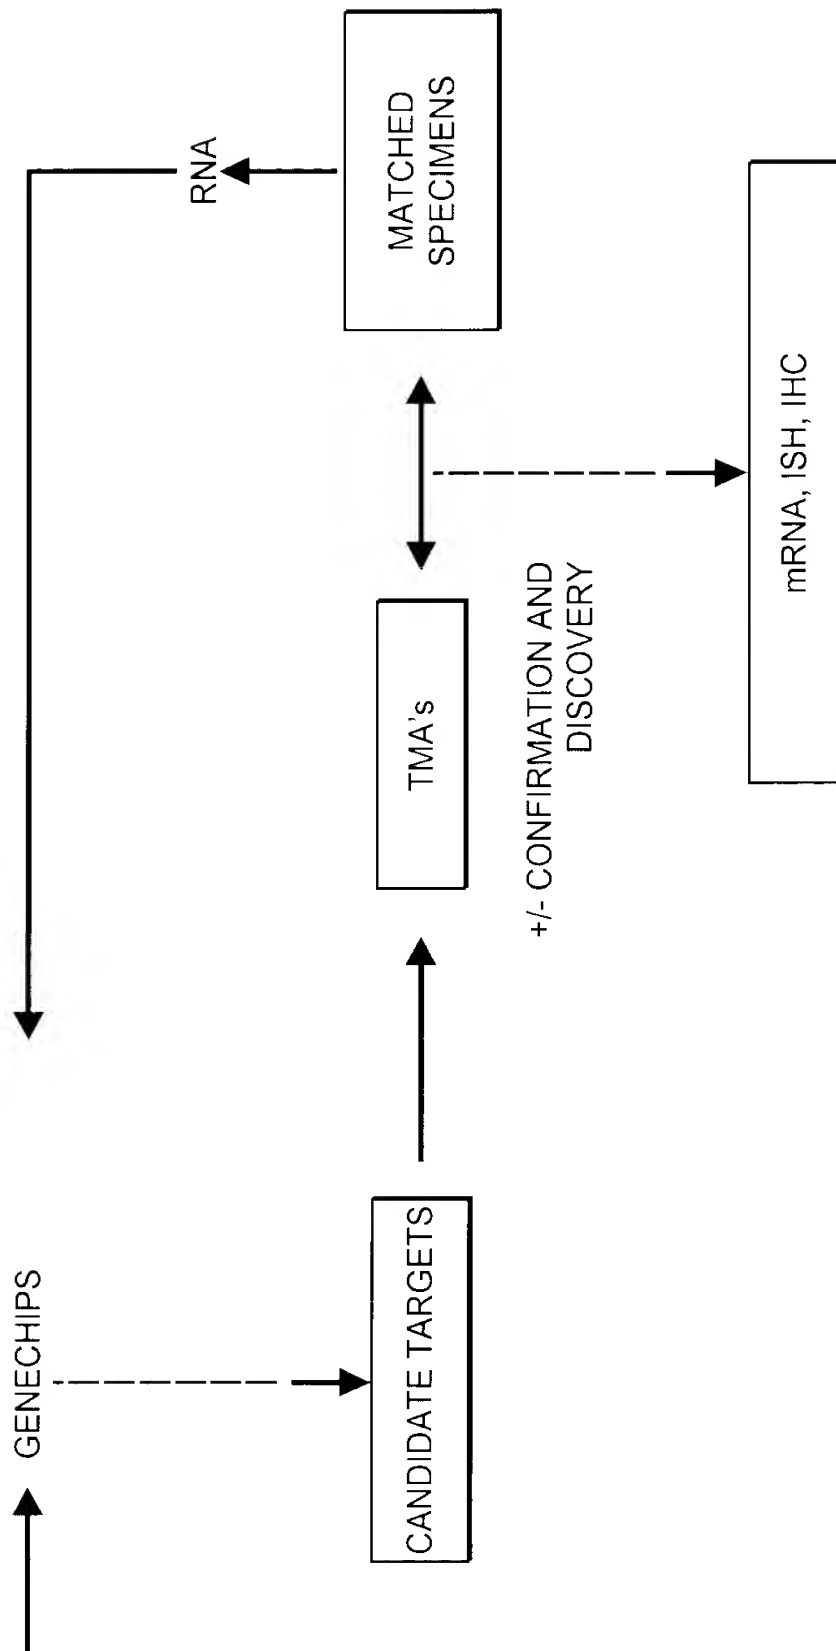 GENECHIPS
RNA
CANDIDATE TARGETS
TMA's
MATCHED
SPECIMENS
+/- CONFIRMATION AND
DISCOVERY
mRNA, ISH, IHC